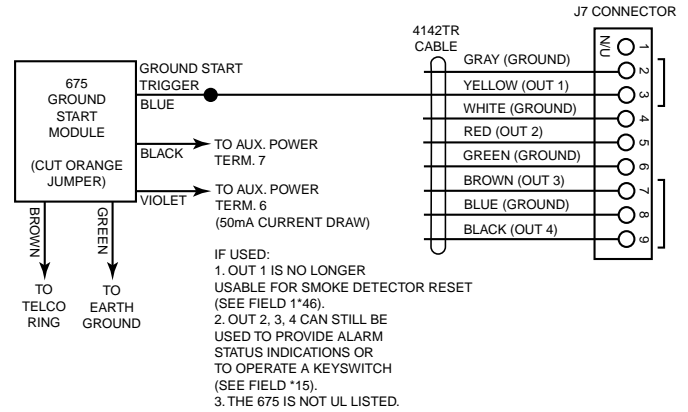 J7 CONNECTOR
4142TR
CABLE
N/U
1
GRAY (GROUND)
2
YELLOW (OUT 1)
3
WHITE (GROUND)
4
RED (OUT 2)
5
GREEN (GROUND)
6
BROWN (OUT 3)
7
BLUE (GROUND)
8
BLACK (OUT 4)
9
675
GROUND
START
MODULE
(CUT ORANGE
JUMPER)
GROUND START
TRIGGER
BLUE
BLACK
TO AUX. POWER
TERM. 7
VIOLET
TO AUX. POWER
TERM. 6
(50mA CURRENT DRAW)
BROWN
GREEN
TO
TELCO
RING
TO
EARTH
GROUND
IF USED:
1. OUT 1 IS NO LONGER
USABLE FOR SMOKE DETECTOR RESET
(SEE FIELD 1*46).
2. OUT 2, 3, 4 CAN STILL BE
USED TO PROVIDE ALARM
STATUS INDICATIONS OR
TO OPERATE A KEYSWITCH
(SEE FIELD *15).
3. THE 675 IS NOT UL LISTED.